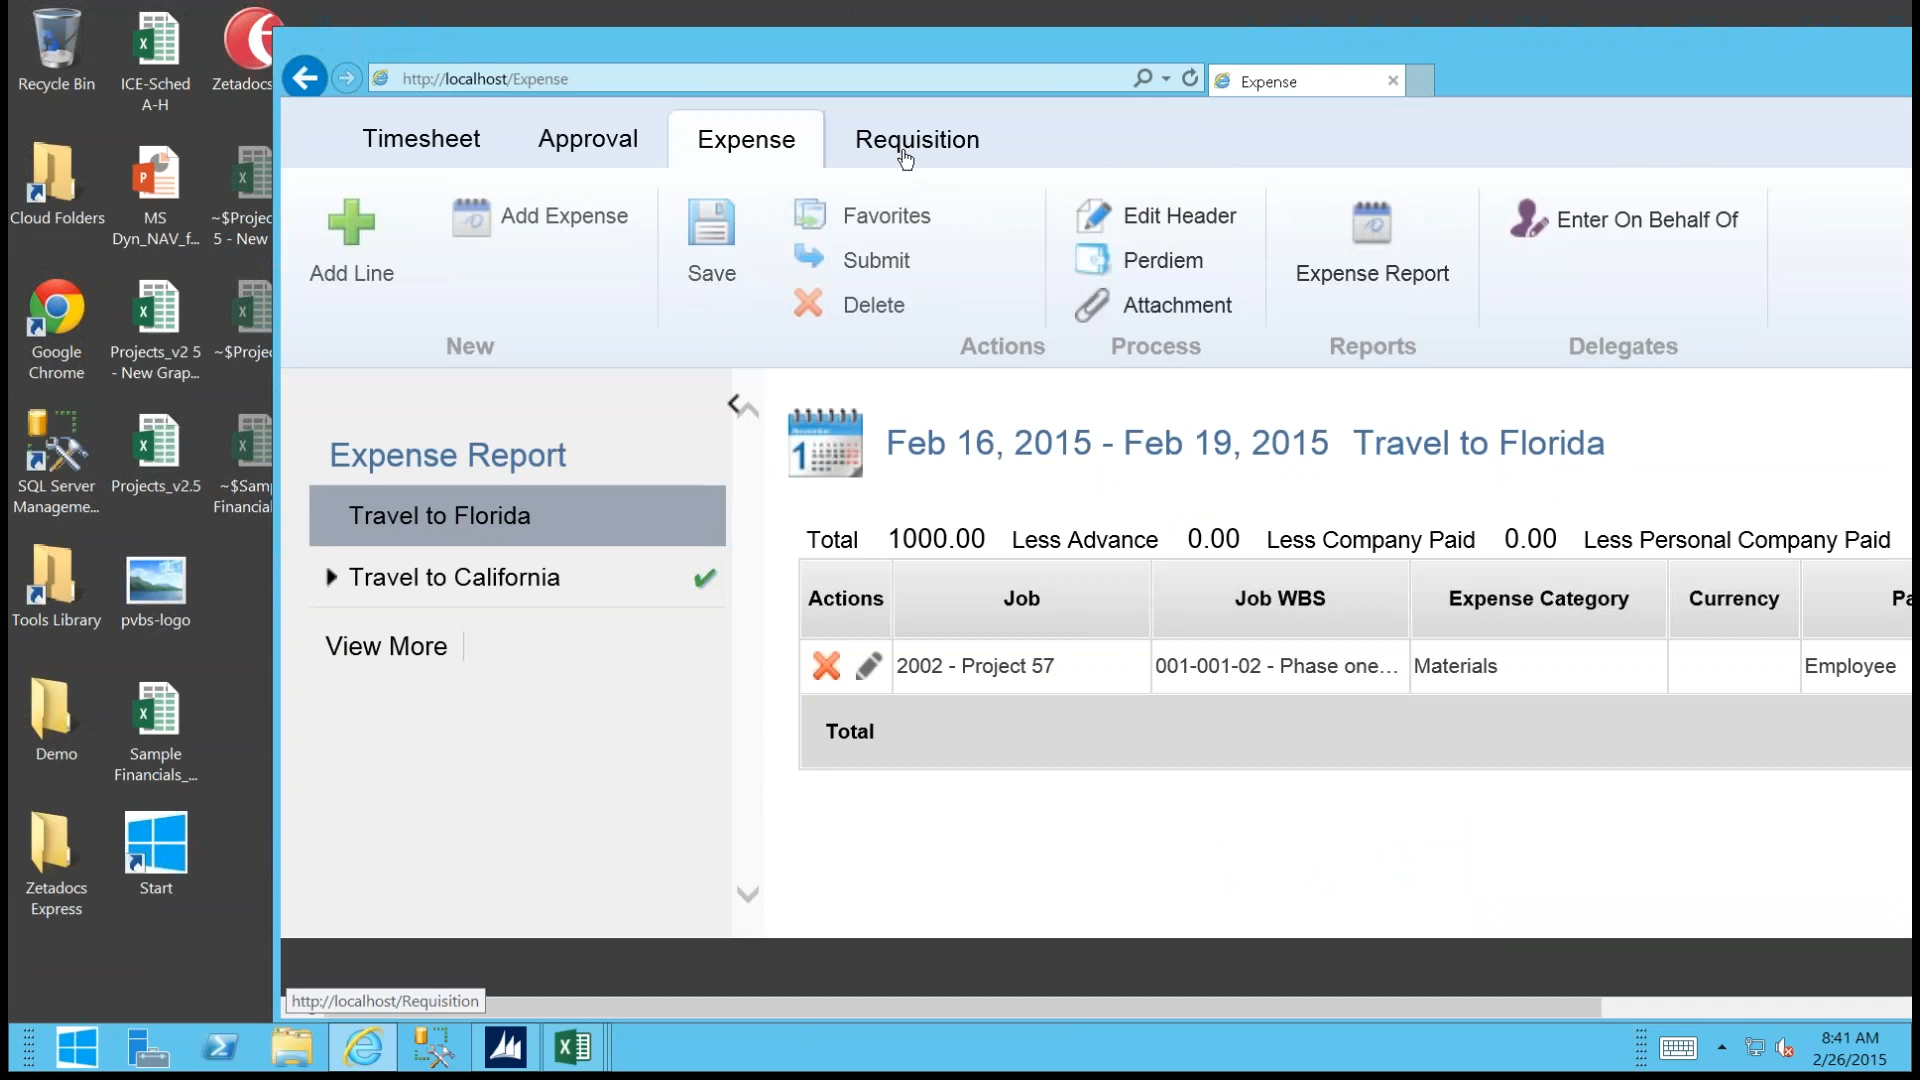 Recycle Bin
ICE-Sched
A-H
Zetadocs
Cloud Folders
MS
Dyn_NAV_f...
~$Projec
5 - New
Google
Chrome
Projects_v2 5
- New Grap...
~$Projec
SQL Server
Manageme...
Projects_v2.5
~$Sam
Financial
Tools Library
pvbs-logo
Demo
Sample
Financials_...
Zetadocs
Express
Start
http://localhost/Expense
Expense
Timesheet
Approval
Expense
Requisition
Add Line
Add Expense
New
Save
Favorites
Submit
Delete
Actions
Edit Header
Perdiem
Attachment
Process
Expense Report
Reports
Enter On Behalf Of
Delegates
Expense Report
Travel to Florida
Travel to California
View More
1
Feb 16, 2015 - Feb 19, 2015 Travel to Florida
Total 1000.00 Less Advance 0.00 Less Company Paid 0.00 Less Personal Company Paid
Actions Job Job WBS Expense Category Currency Pa
2002 - Project 57 001-001-02 - Phase one... Materials Employee
Total
http://localhost/Requisition
8:41 AM
2/26/2015